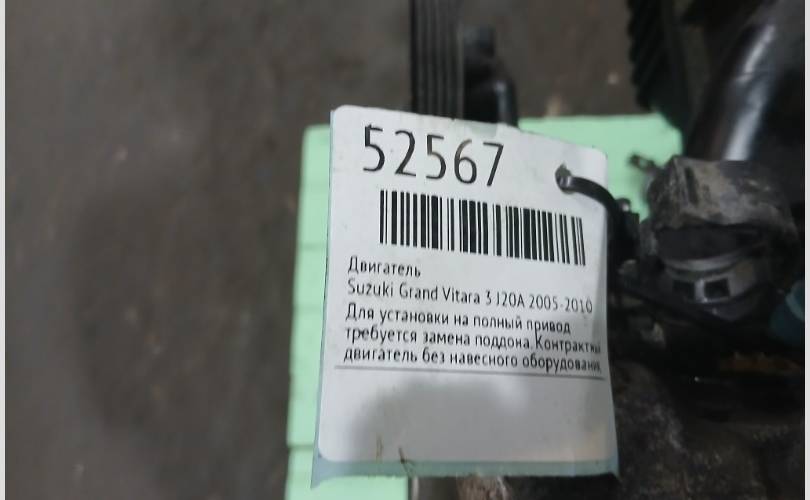 52567
Двигатель
Suzuki Grand Vitara 3 J20A 2005-2010
Для установки на полный привод
требуется замена поддона.Контрактны
двигатель без навесного оборудования.